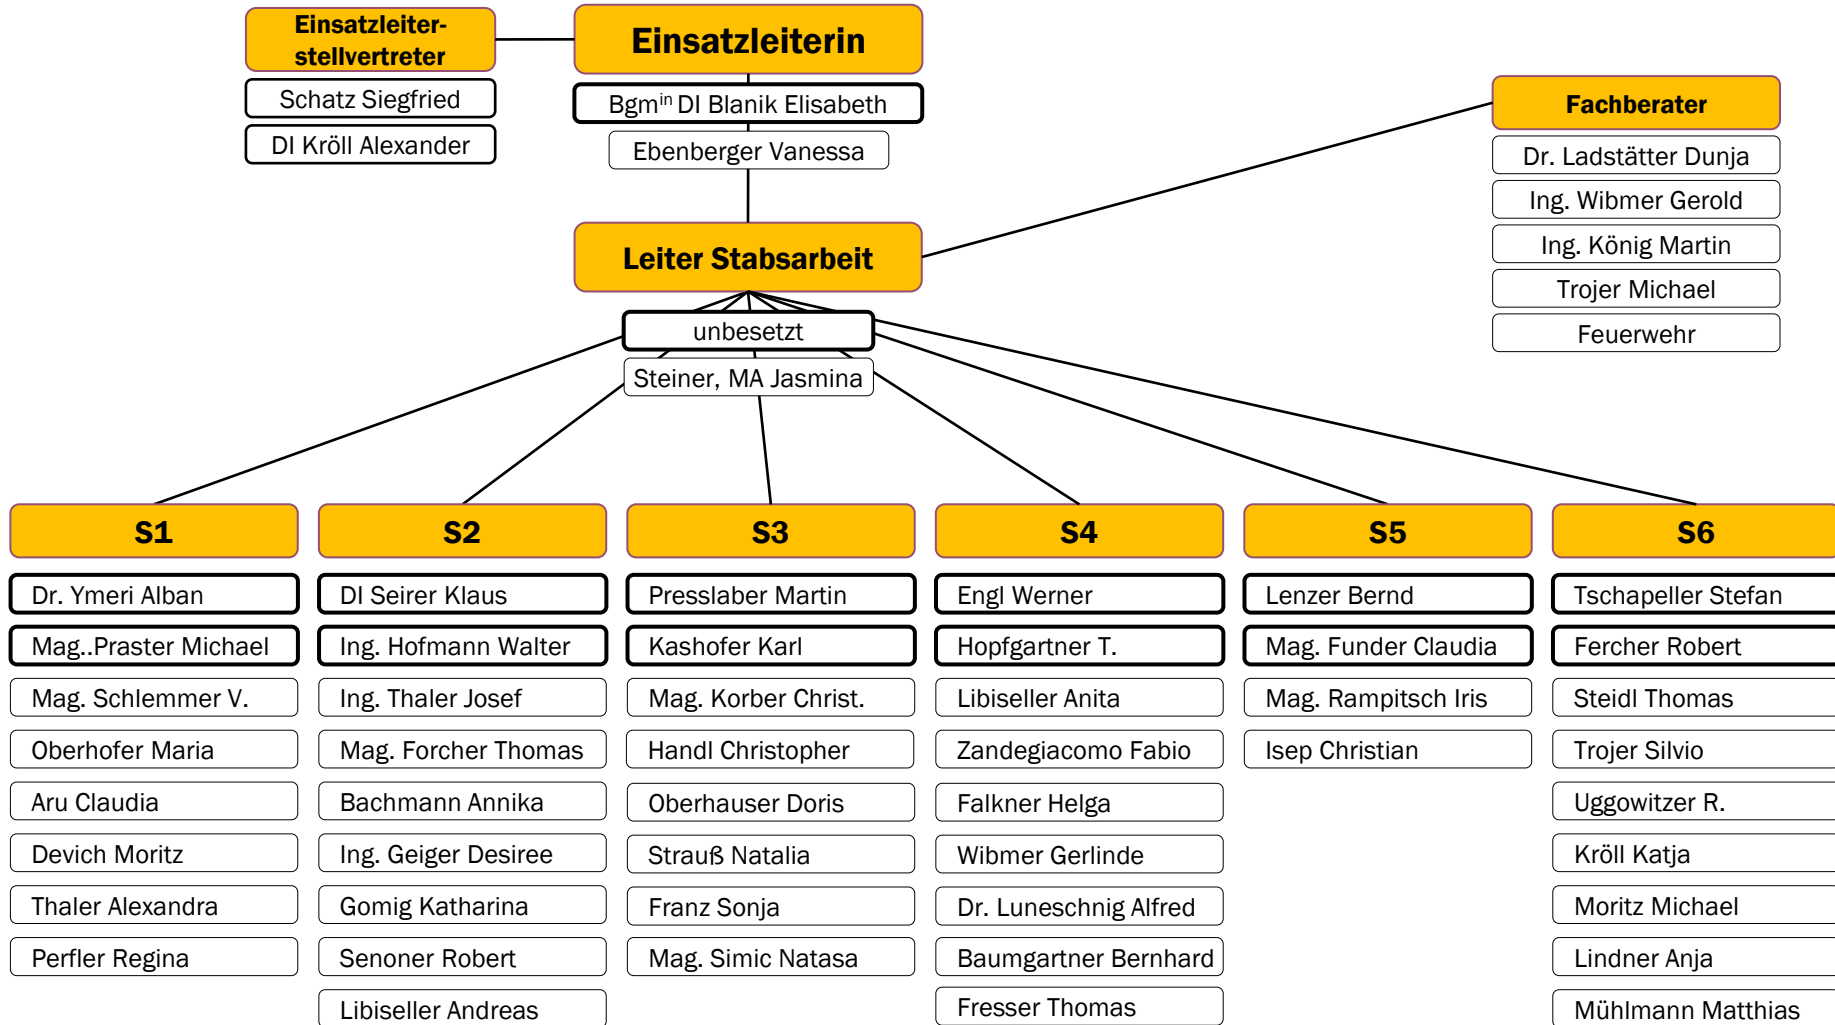 Einsatzleiter-
stellvertreter
Schatz Siegfried
DI Kröll Alexander
Einsatzleiterin
Bgmⁱⁿ DI Blanik Elisabeth
Ebenberger Vanessa
Fachberater
Dr. Ladstätter Dunja
Ing. Wibmer Gerold
Ing. König Martin
Trojer Michael
Feuerwehr
Leiter Stabsarbeit
unbesetzt
Steiner, MA Jasmina
S1
Dr. Ymeri Alban
Mag..Praster Michael
Mag. Schlemmer V.
Oberhofer Maria
Aru Claudia
Devich Moritz
Thaler Alexandra
Perfler Regina
S2
DI Seirer Klaus
Ing. Hofmann Walter
Ing. Thaler Josef
Mag. Forcher Thomas
Bachmann Annika
Ing. Geiger Desiree
Gomig Katharina
Senoner Robert
Libiseller Andreas
S3
Presslaber Martin
Kashofer Karl
Mag. Korber Christ.
Handl Christopher
Oberhauser Doris
Strauß Natalia
Franz Sonja
Mag. Simic Natasa
S4
Engl Werner
Hopfgartner T.
Libiseller Anita
Zandegiacomo Fabio
Falkner Helga
Wibmer Gerlinde
Dr. Luneschnig Alfred
Baumgartner Bernhard
Fresser Thomas
S5
Lenzer Bernd
Mag. Funder Claudia
Mag. Rampitsch Iris
Isep Christian
S6
Tschapeller Stefan
Fercher Robert
Steidl Thomas
Trojer Silvio
Uggowitzer R.
Kröll Katja
Moritz Michael
Lindner Anja
Mühlmann Matthias